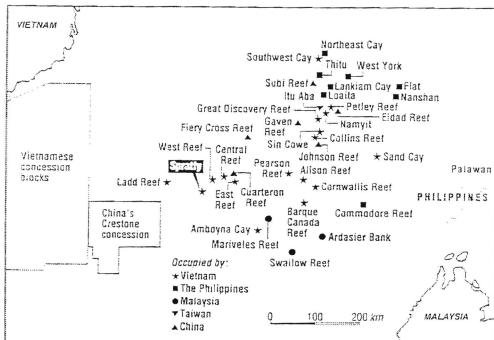 VIETNAM
Northeast Cay
Southwest Cay
Thitu
West York
Subi Reef
Lankiam Cay
Flat
Itu Aba
Loaita
Nanshan
Great Discovery Reef
Petley Reef
Eldad Reef
Gaven
Reef
Namyit
Fiery Cross Reef
Collins Reef
Sin Cowe
West Reef
Central
Reef
Johnson Reef
Sand Cay
Vietnamese
concession
blocks
Pearson
Reef
Alison Reef
Palawan
Ladd Reef
East
Reef
Cuarteron
Reef
Cornwallis Reef
PHILIPPINES
China's
Crestone
concession
Barque
Canada
Reef
Commodore Reef
Amboyna Cay
Mariveles Reef
Ardasier Bank
Swallow Reef
Occupied by:
Vietnam
The Philippines
Malaysia
Taiwan
China
0 100 200 km
MALAYSIA